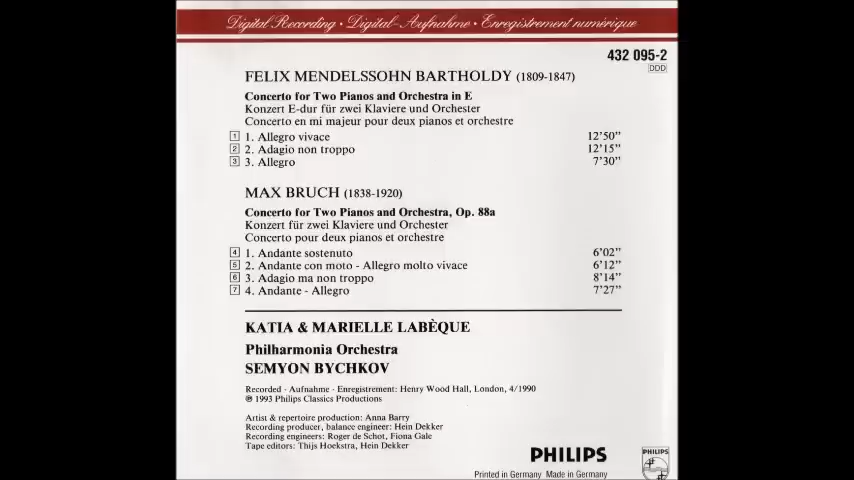 Digital Recording • Digital-Aufnahme • Enregistrement numérique
432 095-2
DDD
FELIX MENDELSSOHN BARTHOLDY (1809-1847)
Concerto for Two Pianos and Orchestra in E
Konzert E-dur für zwei Klaviere und Orchester
Concerto en mi majeur pour deux pianos et orchestre
1 1. Allegro vivace 12'50"
2 2. Adagio non troppo 12'15"
3 3. Allegro 7'30"
MAX BRUCH (1838-1920)
Concerto for Two Pianos and Orchestra, Op. 88a
Konzert für zwei Klaviere und Orchester
Concerto pour deux pianos et orchestre
4 1. Andante sostenuto 6'02"
5 2. Andante con moto - Allegro molto vivace 6'12"
6 3. Adagio ma non troppo 8'14"
7 4. Andante - Allegro 7'27"
KATIA & MARIELLE LABÈQUE
Philharmonia Orchestra
SEMYON BYCHKOV
Recorded - Aufnahme - Enregistrement: Henry Wood Hall, London, 4/1990
℗ 1993 Philips Classics Productions
Artist & repertoire production: Anna Barry
Recording producer, balance engineer: Hein Dekker
Recording engineers: Roger de Schot, Fiona Gale
Tape editors: Thijs Hoekstra, Hein Dekker
PHILIPS
PHILIPS
Printed in Germany Made in Germany